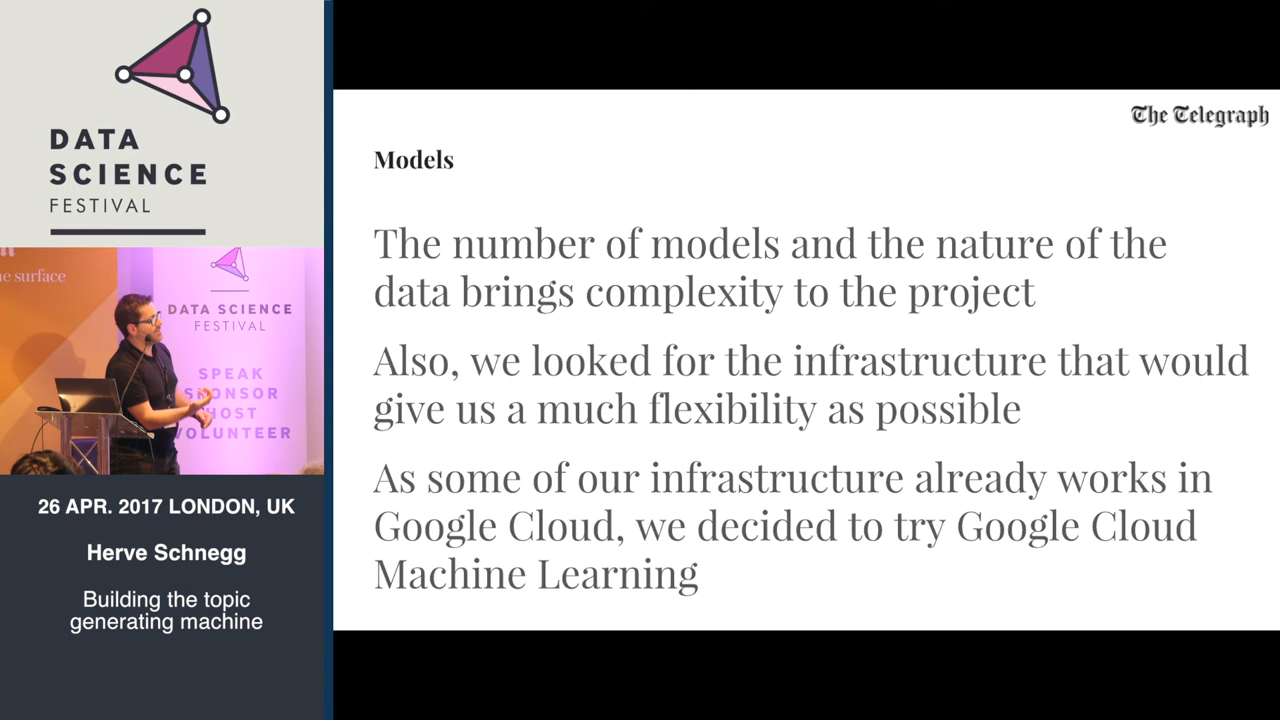 DATA
SCIENCE
FESTIVAL
ne surface
DATA SCIENCE
FESTIVAL
SPEAK
SPONSOR
HOST
VOLUNTEER
26 APR. 2017 LONDON, UK
Herve Schnegg
Building the topic
generating machine
The Telegraph
Models
The number of models and the nature of the
data brings complexity to the project
Also, we looked for the infrastructure that would
give us a much flexibility as possible
As some of our infrastructure already works in
Google Cloud, we decided to try Google Cloud
Machine Learning